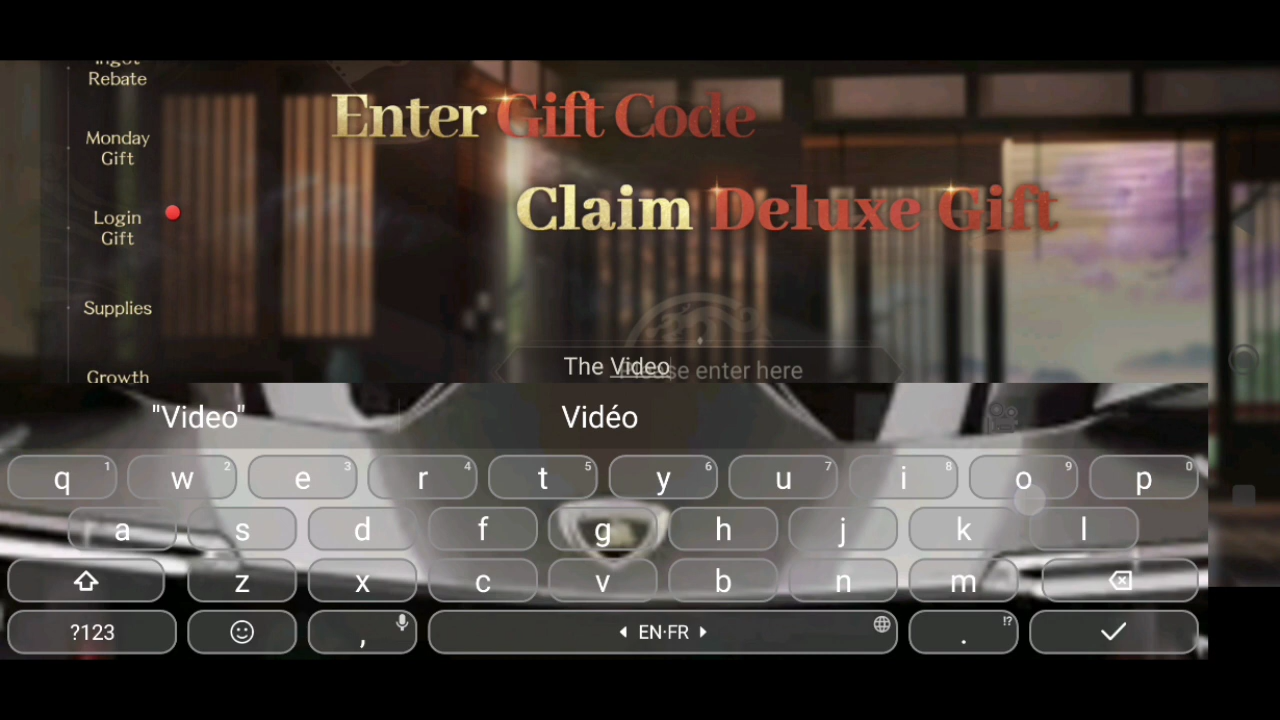 Ingot
Rebate
Monday
Gift
Login
Gift
Supplies
Growth
Enter Gift Code
Claim Deluxe Gift
The Video
Please enter here
"Video"
Vidéo
q 1 w 2 e 3 r 4 t 5 y 6 u 7 i 8 o 9 p 0
a s d f g h j k l
z x c v b n m
?123 , EN·FR . !?